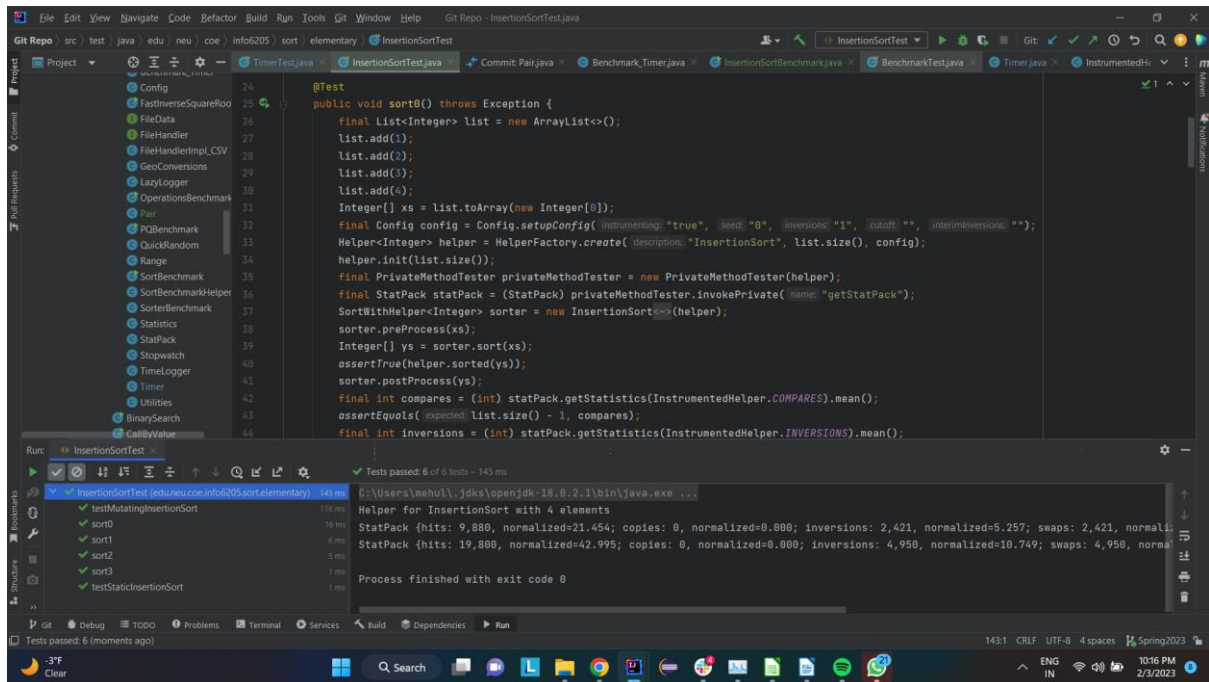 File Edit View Navigate Code Refactor Build Run Tools Git Window Help Git Repo - InsertionSortTest.java
Git Repo src test java edu neu coe info6205 sort elementary InsertionSortTest InsertionSortTest Git:
Project TimerTest.java InsertionSortTest.java Commit: Pair.java Benchmark_Timer.java InsertionSortBenchmark.java BenchmarkTest.java Timer.java InstrumentedHe
Benchmark_Timer
Config
FastInverseSquareRoo
FileData
FileHandler
FileHandlerImpl_CSV
GeoConversions
LazyLogger
OperationsBenchmark
Pair
PQBenchmark
QuickRandom
Range
SortBenchmark
SortBenchmarkHelper
SorterBenchmark
Statistics
StatPack
Stopwatch
TimeLogger
Timer
Utilities
BinarySearch
CallByValue
24 @Test
25 public void sort0() throws Exception {
26 final List<Integer> list = new ArrayList<>();
27 list.add(1);
28 list.add(2);
29 list.add(3);
30 list.add(4);
31 Integer[] xs = list.toArray(new Integer[0]);
32 final Config config = Config.setupConfig( instrumenting: "true", seed: "0", inversions: "1", cutoff: "", interimInversions: "");
33 Helper<Integer> helper = HelperFactory.create( description: "InsertionSort", list.size(), config);
34 helper.init(list.size());
35 final PrivateMethodTester privateMethodTester = new PrivateMethodTester(helper);
36 final StatPack statPack = (StatPack) privateMethodTester.invokePrivate( name: "getStatPack");
37 SortWithHelper<Integer> sorter = new InsertionSort<~>(helper);
38 sorter.preProcess(xs);
39 Integer[] ys = sorter.sort(xs);
40 assertTrue(helper.sorted(ys));
41 sorter.postProcess(ys);
42 final int compares = (int) statPack.getStatistics(InstrumentedHelper.COMPARES).mean();
43 assertEquals( expected: list.size() - 1, compares);
44 final int inversions = (int) statPack.getStatistics(InstrumentedHelper.INVERSIONS).mean();
1
Project
Commit
Pull Requests
Bookmarks
Structure
Maven
Notifications
Run: InsertionSortTest
Tests passed: 6 of 6 tests – 145 ms
InsertionSortTest (edu.neu.coe.info6205.sort.elementary) 145 ms
testMutatingInsertionSort 116 ms
sort0 16 ms
sort1 6 ms
sort2 5 ms
sort3 1 ms
testStaticInsertionSort 1 ms
C:\Users\mehul\.jdks\openjdk-18.0.2.1\bin\java.exe ...
Helper for InsertionSort with 4 elements
StatPack {hits: 9,880, normalized=21.454; copies: 0, normalized=0.000; inversions: 2,421, normalized=5.257; swaps: 2,421, normali
StatPack {hits: 19,800, normalized=42.995; copies: 0, normalized=0.000; inversions: 4,950, normalized=10.749; swaps: 4,950, norma
Process finished with exit code 0
Git Debug TODO Problems Terminal Services Build Dependencies Run
Tests passed: 6 (moments ago) 143:1 CRLF UTF-8 4 spaces Spring2023
-3°F
Clear
Search
21
ENG
IN
10:16 PM
2/3/2023